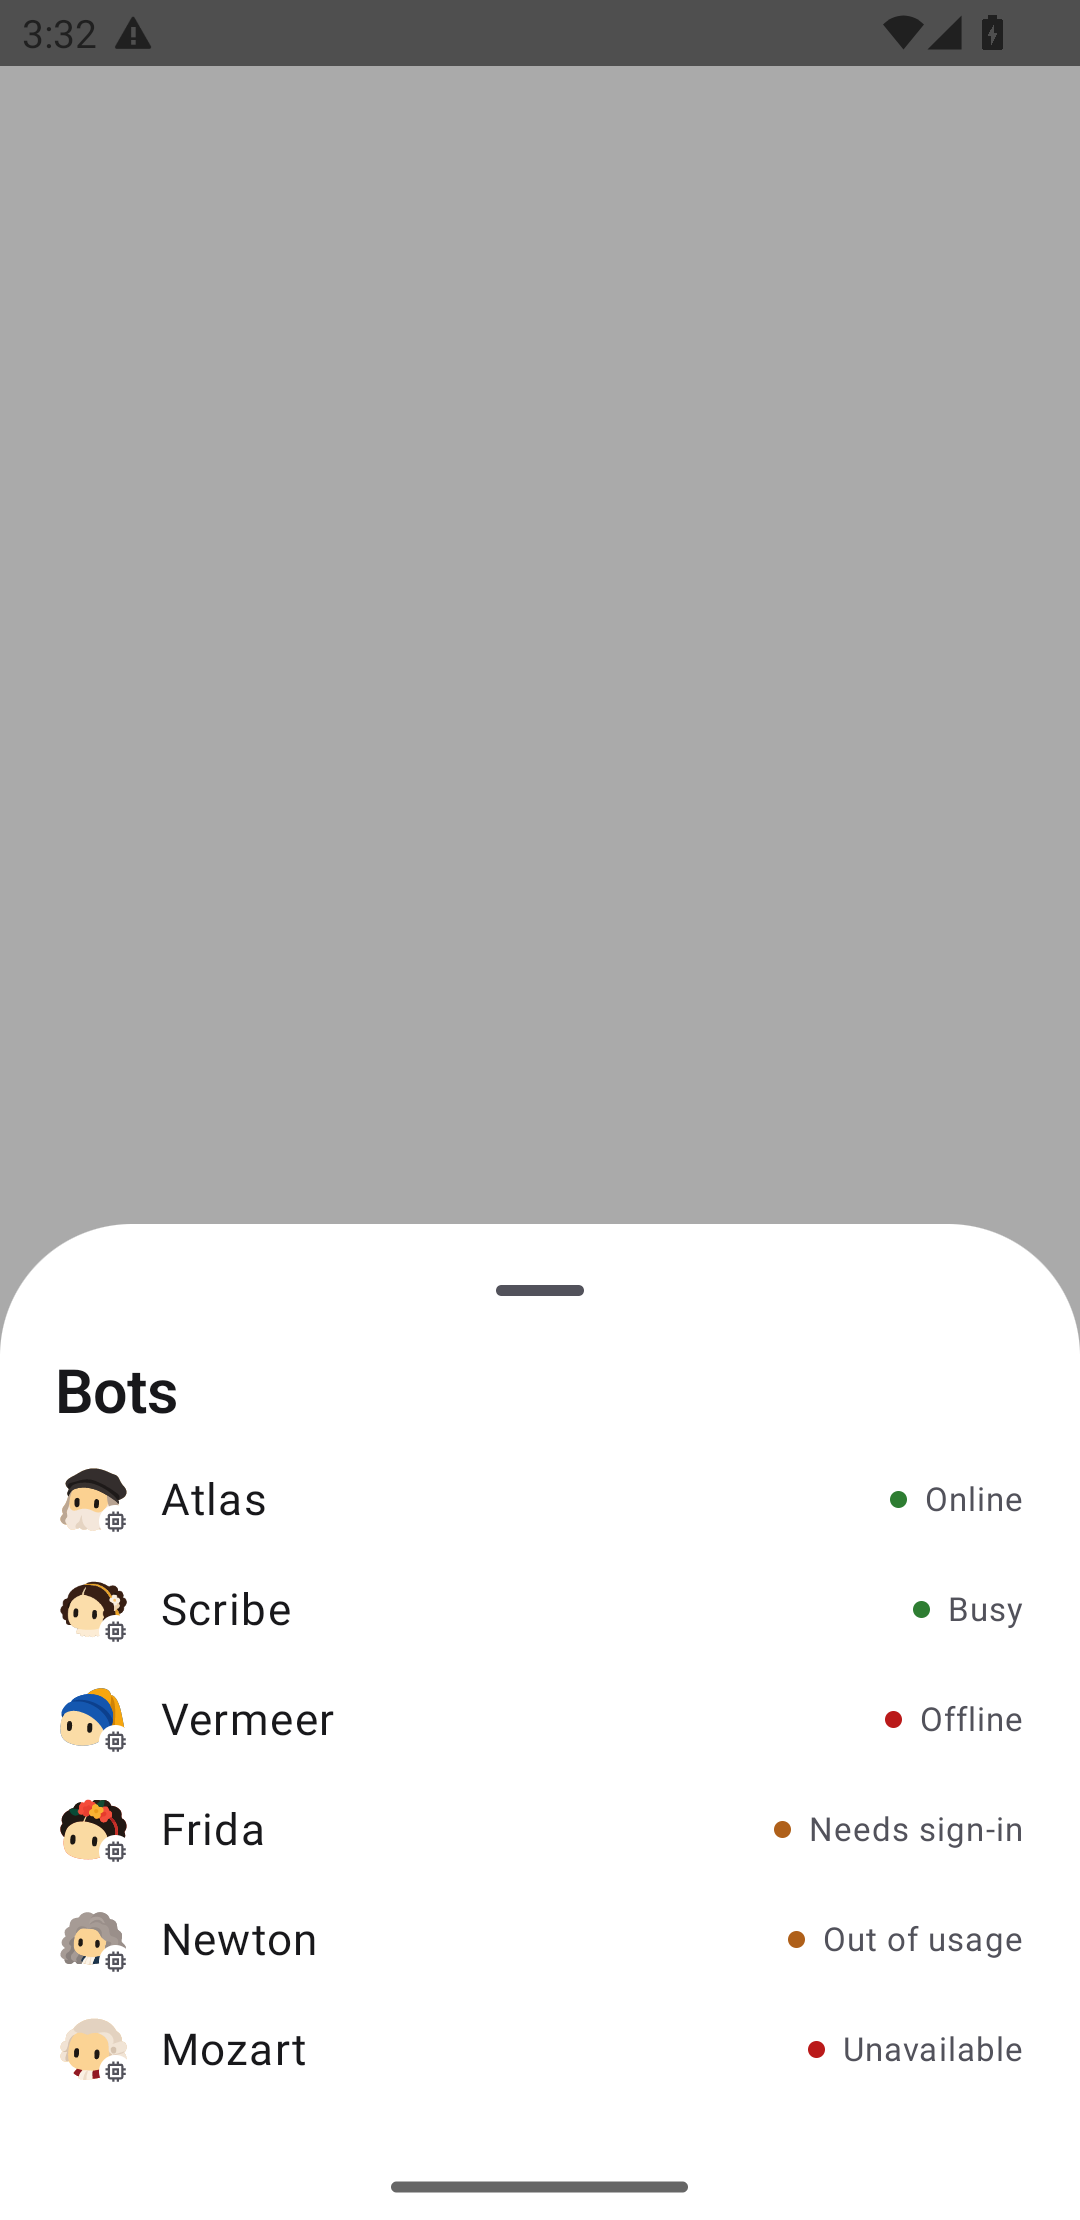 3:32
Bots
Atlas
Online
Scribe
Busy
Vermeer
Offline
Frida
Needs sign-in
Newton
Out of usage
Mozart
Unavailable